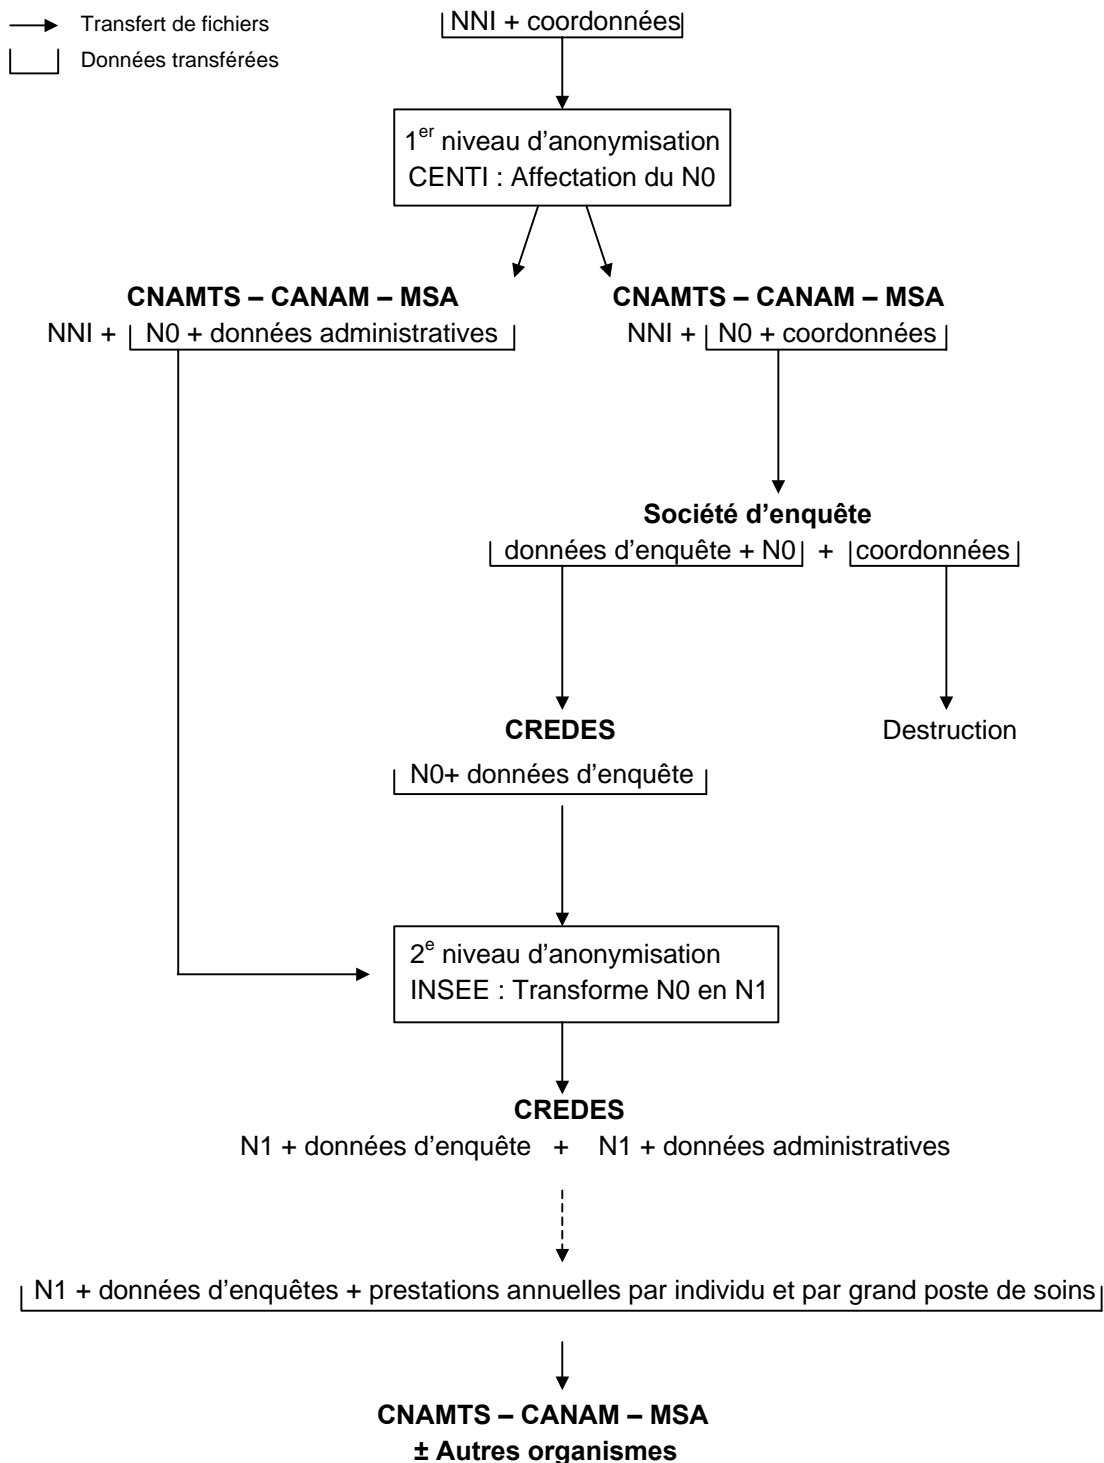 Transfert de fichiers
Données transférées
NNI + coordonnées
1er niveau d'anonymisation
CENTI : Affectation du N0
CNAMTS – CANAM – MSA
NNI + N0 + données administratives
CNAMTS – CANAM – MSA
NNI + N0 + coordonnées
Société d'enquête
données d'enquête + N0 + coordonnées
CREDES
Destruction
N0+ données d'enquête
2e niveau d'anonymisation
INSEE : Transforme N0 en N1
CREDES
N1 + données d'enquête + N1 + données administratives
N1 + données d'enquêtes + prestations annuelles par individu et par grand poste de soins
CNAMTS – CANAM – MSA
± Autres organismes